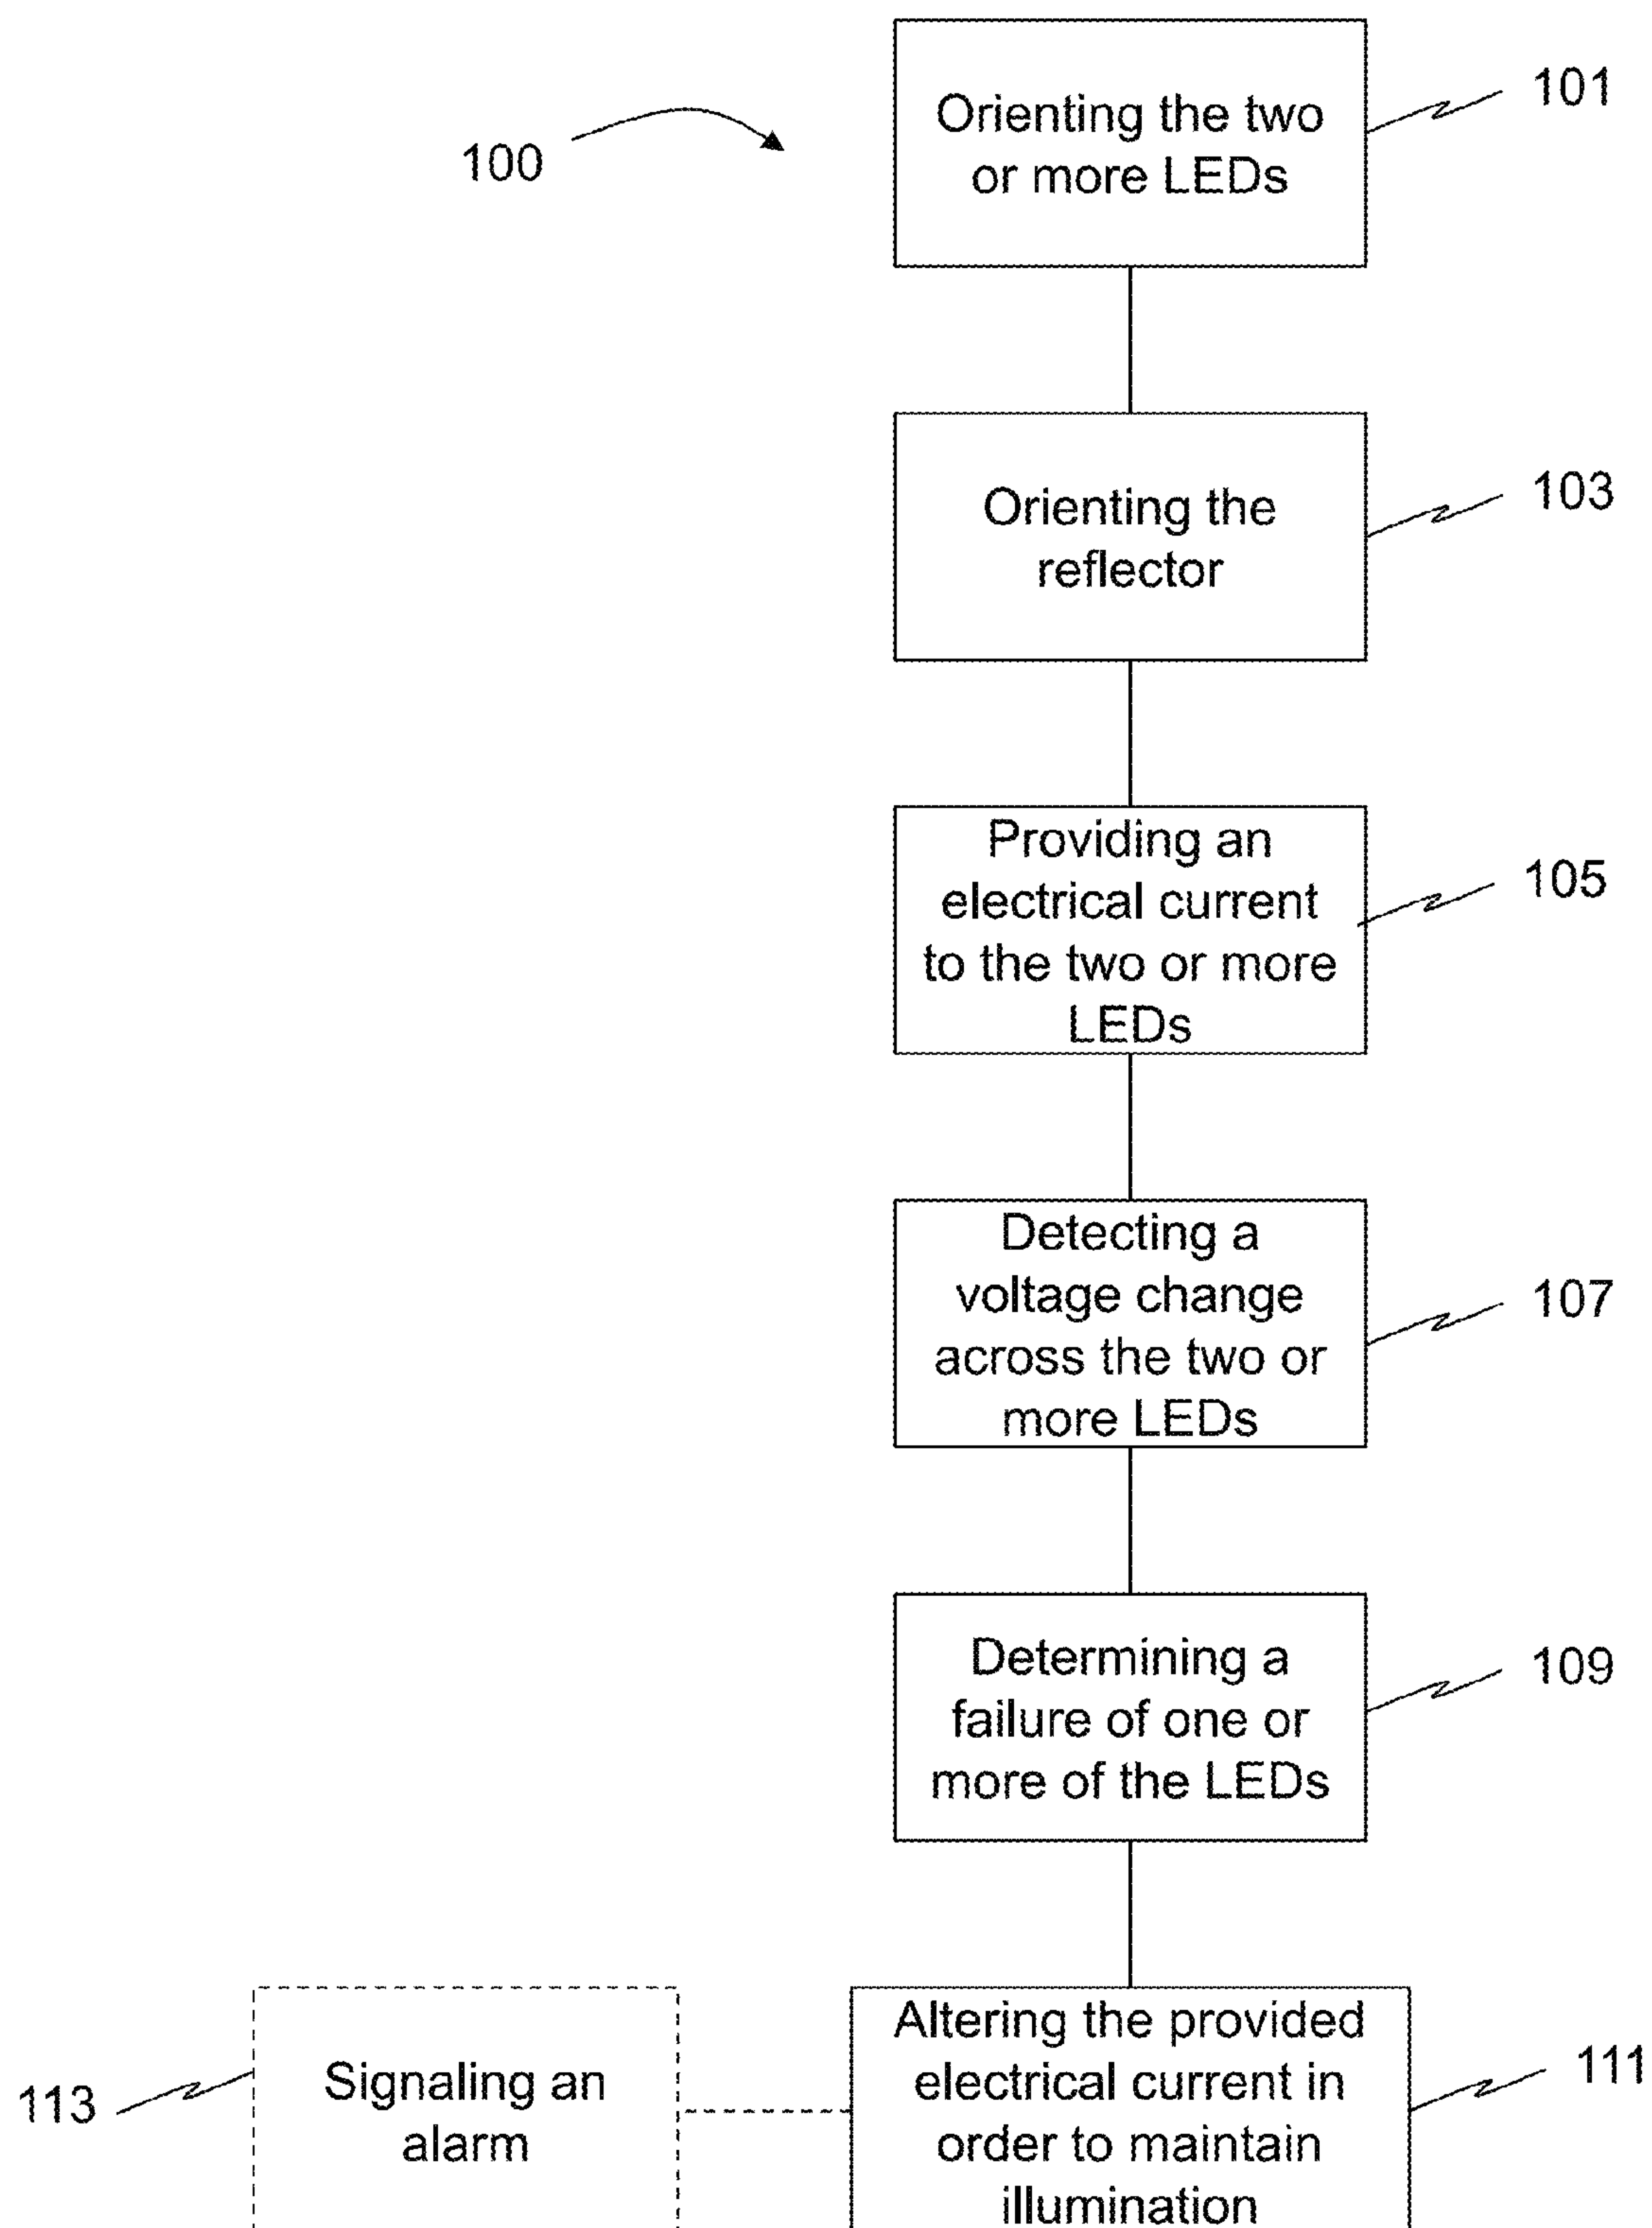 100
Orienting the two
or more LEDs
101
Orienting the
reflector
103
Providing an
electrical current
to the two or more
LEDs
105
Detecting a
voltage change
across the two or
more LEDs
107
Determining a
failure of one or
more of the LEDs
109
Altering the provided
electrical current in
order to maintain
illumination
111
Signaling an
alarm
113